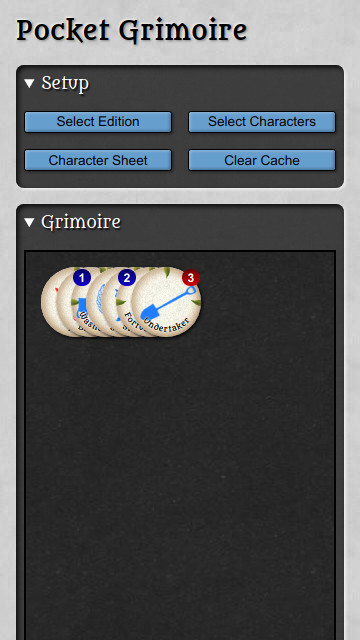 Pocket Grimoire
Setup
Select Edition
Select Characters
Character Sheet
Clear Cache
Grimoire
1
2
3
Undertaker